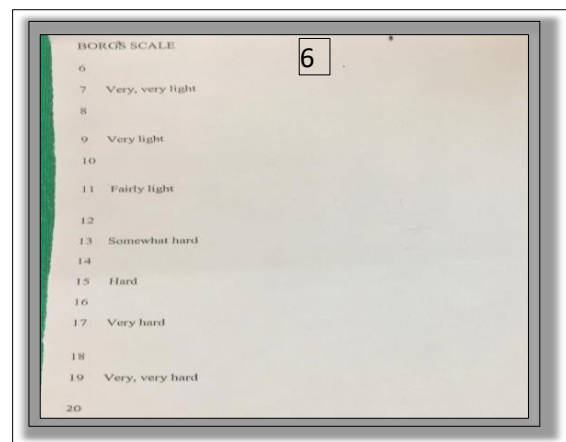 BORG'S SCALE
6
6
7 Very, very light
8
9 Very light
10
11 Fairly light
12
13 Somewhat hard
14
15 Hard
16
17 Very hard
18
19 Very, very hard
20